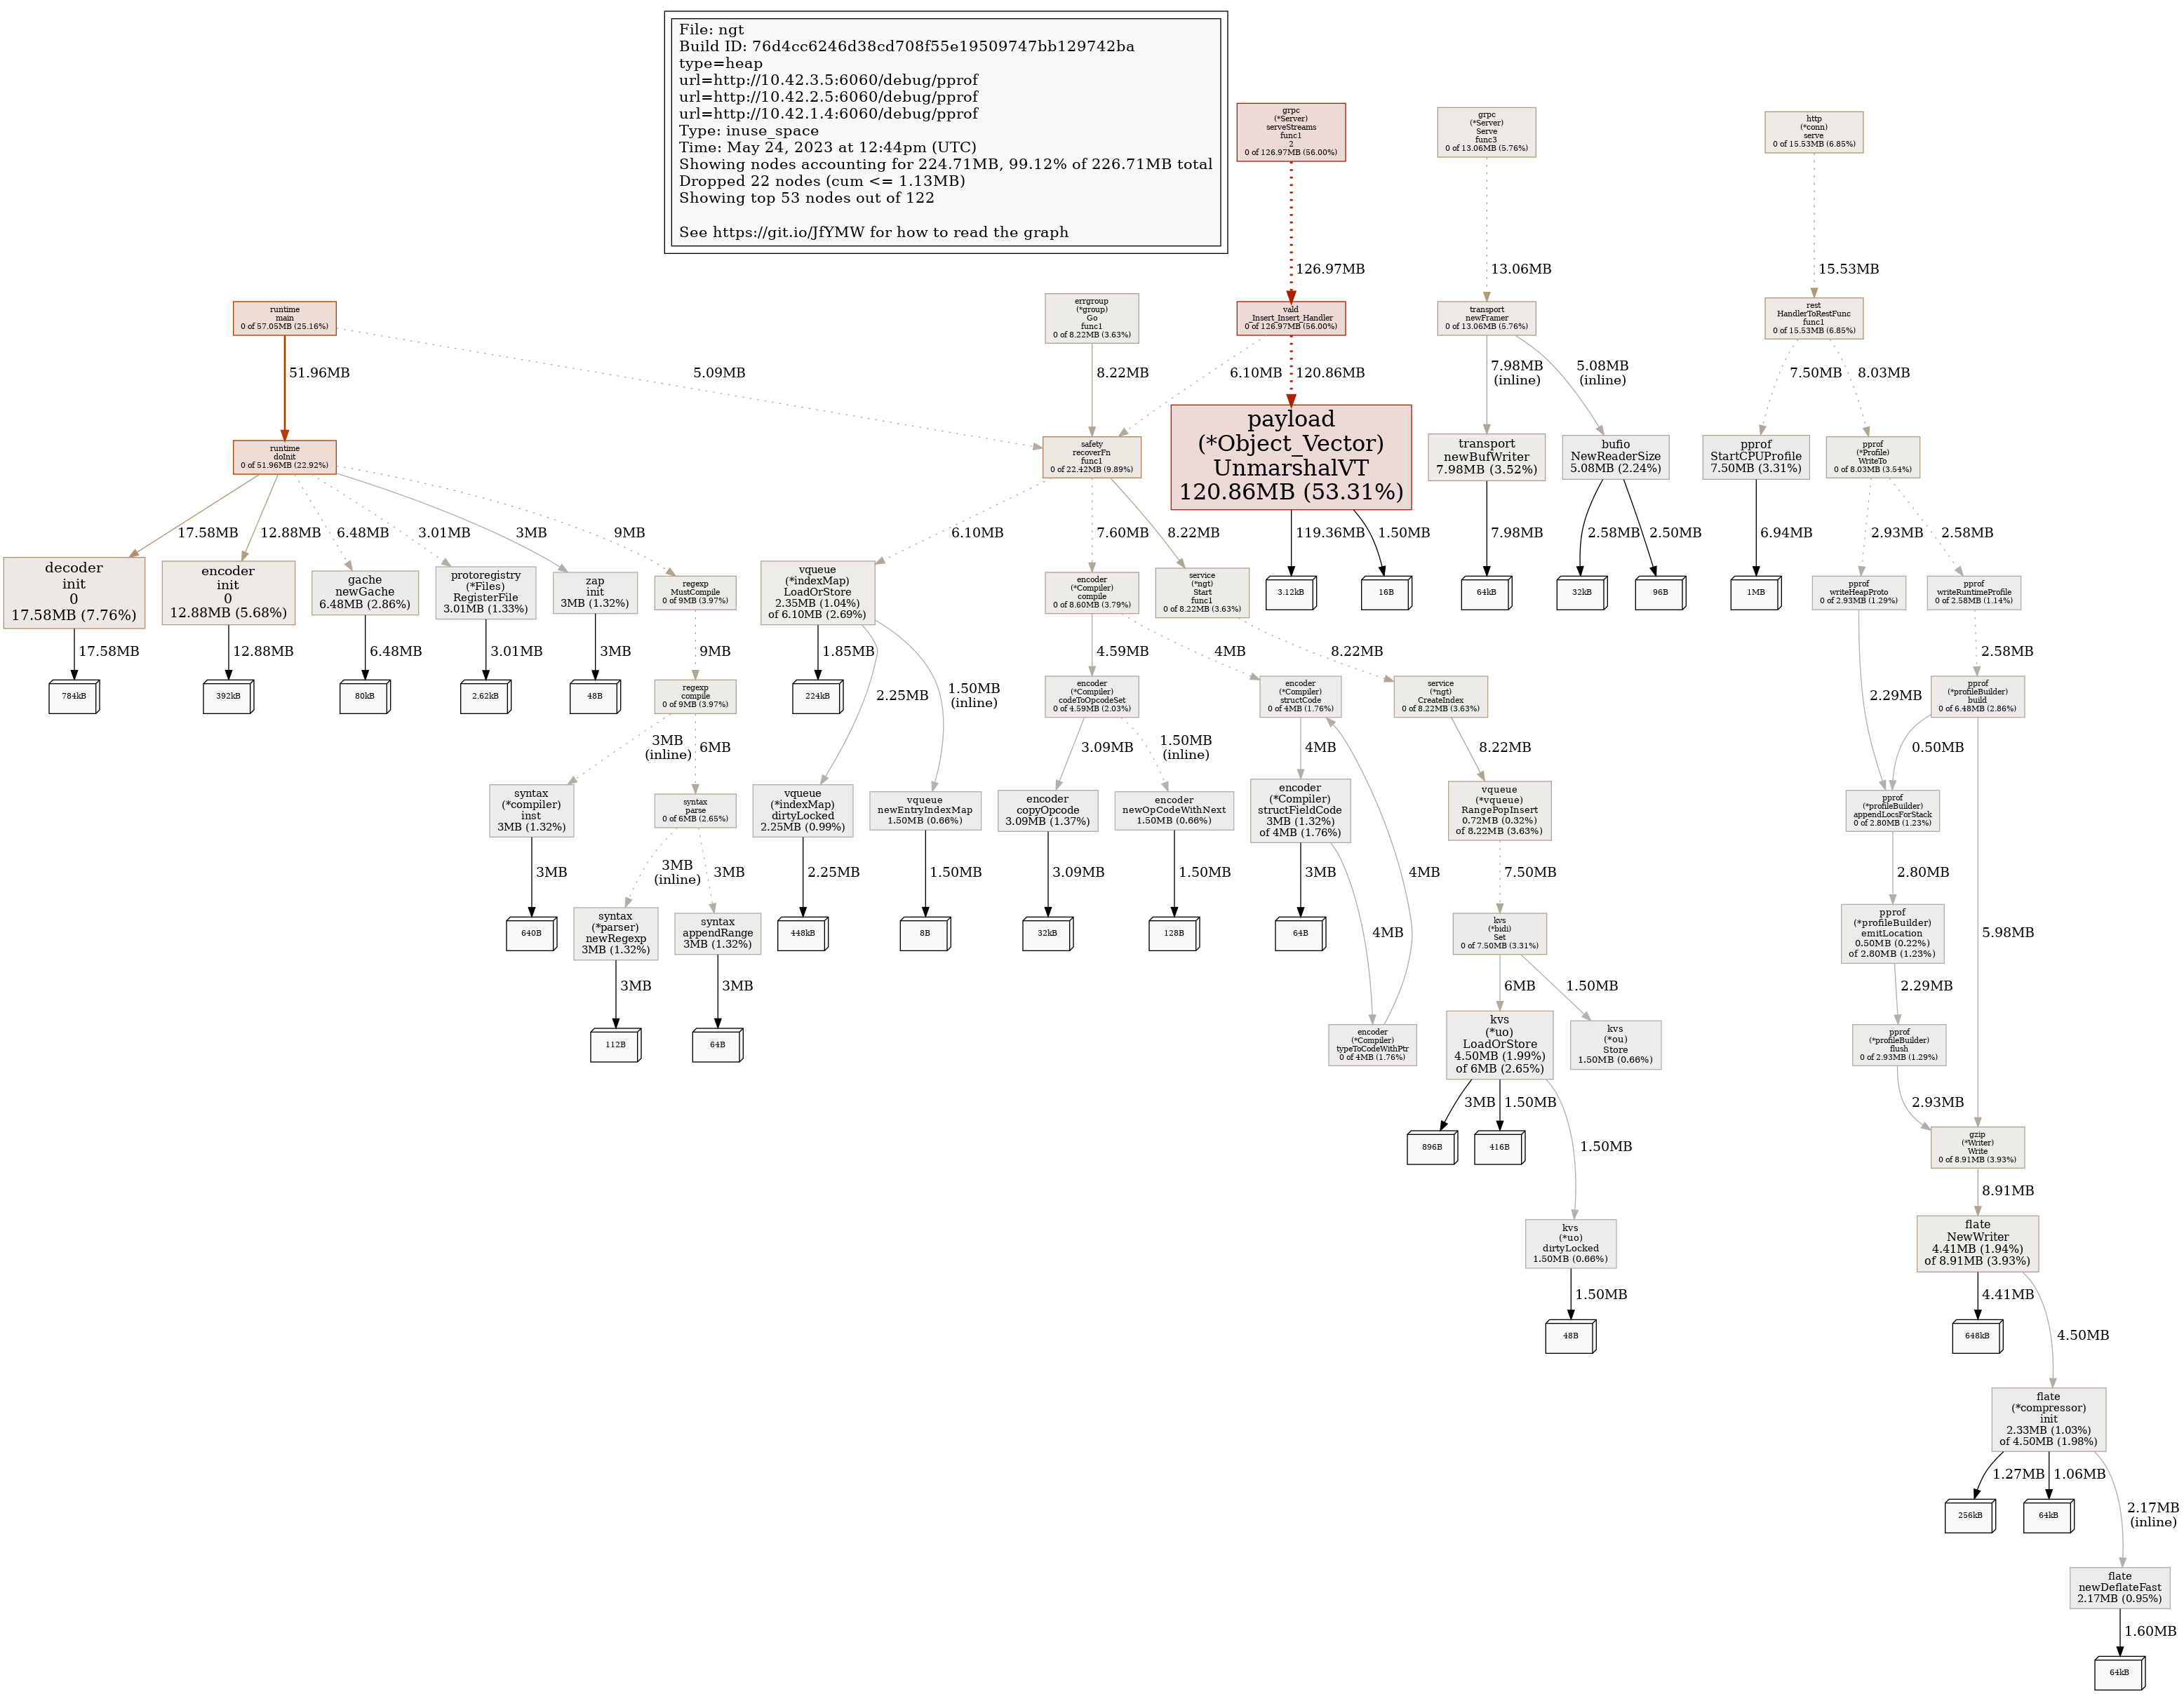 File: ngt
Build ID: 76d4cc6246d38cd708f55e19509747bb129742ba
type=heap
url=http://10.42.3.5:6060/debug/pprof
url=http://10.42.2.5:6060/debug/pprof
url=http://10.42.1.4:6060/debug/pprof
Type: inuse_space
Time: May 24, 2023 at 12:44pm (UTC)
Showing nodes accounting for 224.71MB, 99.12% of 226.71MB total
Dropped 22 nodes (cum <= 1.13MB)
Showing top 53 nodes out of 122
See https://git.io/JfYMW for how to read the graph
grpc
(*Server)
serveStreams
func1
2
0 of 126.97MB (56.00%)
grpc
(*Server)
Serve
func3
0 of 13.06MB (5.76%)
http
(*conn)
serve
0 of 15.53MB (6.85%)
126.97MB
13.06MB
15.53MB
runtime
main
0 of 57.05MB (25.16%)
errgroup
(*group)
Go
func1
0 of 8.22MB (3.63%)
vald
_Insert_Insert_Handler
0 of 126.97MB (56.00%)
transport
newFramer
0 of 13.06MB (5.76%)
rest
HandlerToRestFunc
func1
0 of 15.53MB (6.85%)
51.96MB
5.09MB
8.22MB
6.10MB
120.86MB
7.98MB
(inline)
5.08MB
(inline)
7.50MB
8.03MB
runtime
doInit
0 of 51.96MB (22.92%)
safety
recoverFn
func1
0 of 22.42MB (9.89%)
payload
(*Object_Vector)
UnmarshalVT
120.86MB (53.31%)
transport
newBufWriter
7.98MB (3.52%)
bufio
NewReaderSize
5.08MB (2.24%)
pprof
StartCPUProfile
7.50MB (3.31%)
pprof
(*Profile)
WriteTo
0 of 8.03MB (3.54%)
17.58MB
12.88MB
6.48MB
3.01MB
3MB
9MB
6.10MB
7.60MB
8.22MB
119.36MB
1.50MB
7.98MB
2.58MB
2.50MB
6.94MB
2.93MB
2.58MB
decoder
init
0
17.58MB (7.76%)
encoder
init
0
12.88MB (5.68%)
gache
newGache
6.48MB (2.86%)
protoregistry
(*Files)
RegisterFile
3.01MB (1.33%)
zap
init
3MB (1.32%)
regexp
MustCompile
0 of 9MB (3.97%)
vqueue
(*indexMap)
LoadOrStore
2.35MB (1.04%)
of 6.10MB (2.69%)
encoder
(*Compiler)
compile
0 of 8.60MB (3.79%)
service
(*ngt)
Start
func1
0 of 8.22MB (3.63%)
3.12kB
16B
64kB
32kB
96B
1MB
pprof
writeHeapProto
0 of 2.93MB (1.29%)
pprof
writeRuntimeProfile
0 of 2.58MB (1.14%)
17.58MB
12.88MB
6.48MB
3.01MB
3MB
9MB
1.85MB
2.25MB
1.50MB
(inline)
4.59MB
4MB
8.22MB
2.29MB
2.58MB
784kB
392kB
80kB
2.62kB
48B
regexp
compile
0 of 9MB (3.97%)
224kB
encoder
(*Compiler)
codeToOpcodeSet
0 of 4.59MB (2.03%)
encoder
(*Compiler)
structCode
0 of 4MB (1.76%)
service
(*ngt)
CreateIndex
0 of 8.22MB (3.63%)
pprof
(*profileBuilder)
build
0 of 6.48MB (2.86%)
3MB
(inline)
6MB
3.09MB
1.50MB
(inline)
4MB
8.22MB
0.50MB
syntax
(*compiler)
inst
3MB (1.32%)
syntax
parse
0 of 6MB (2.65%)
vqueue
(*indexMap)
dirtyLocked
2.25MB (0.99%)
vqueue
newEntryIndexMap
1.50MB (0.66%)
encoder
copyOpcode
3.09MB (1.37%)
encoder
newOpCodeWithNext
1.50MB (0.66%)
encoder
(*Compiler)
structFieldCode
3MB (1.32%)
of 4MB (1.76%)
vqueue
(*vqueue)
RangePopInsert
0.72MB (0.32%)
of 8.22MB (3.63%)
pprof
(*profileBuilder)
appendLocsForStack
0 of 2.80MB (1.23%)
3MB
3MB
(inline)
3MB
2.25MB
1.50MB
3.09MB
1.50MB
3MB
4MB
4MB
7.50MB
2.80MB
5.98MB
640B
syntax
(*parser)
newRegexp
3MB (1.32%)
syntax
appendRange
3MB (1.32%)
448kB
8B
32kB
128B
64B
kvs
(*bidi)
Set
0 of 7.50MB (3.31%)
pprof
(*profileBuilder)
emitLocation
0.50MB (0.22%)
of 2.80MB (1.23%)
3MB
3MB
6MB
1.50MB
2.29MB
112B
64B
encoder
(*Compiler)
typeToCodeWithPtr
0 of 4MB (1.76%)
kvs
(*uo)
LoadOrStore
4.50MB (1.99%)
of 6MB (2.65%)
kvs
(*ou)
Store
1.50MB (0.66%)
pprof
(*profileBuilder)
flush
0 of 2.93MB (1.29%)
3MB
1.50MB
1.50MB
2.93MB
896B
416B
gzip
(*Writer)
Write
0 of 8.91MB (3.93%)
8.91MB
kvs
(*uo)
dirtyLocked
1.50MB (0.66%)
flate
NewWriter
4.41MB (1.94%)
of 8.91MB (3.93%)
1.50MB
4.41MB
4.50MB
48B
648kB
flate
(*compressor)
init
2.33MB (1.03%)
of 4.50MB (1.98%)
1.27MB
1.06MB
2.17MB
(inline)
256kB
64kB
flate
newDeflateFast
2.17MB (0.95%)
1.60MB
64kB